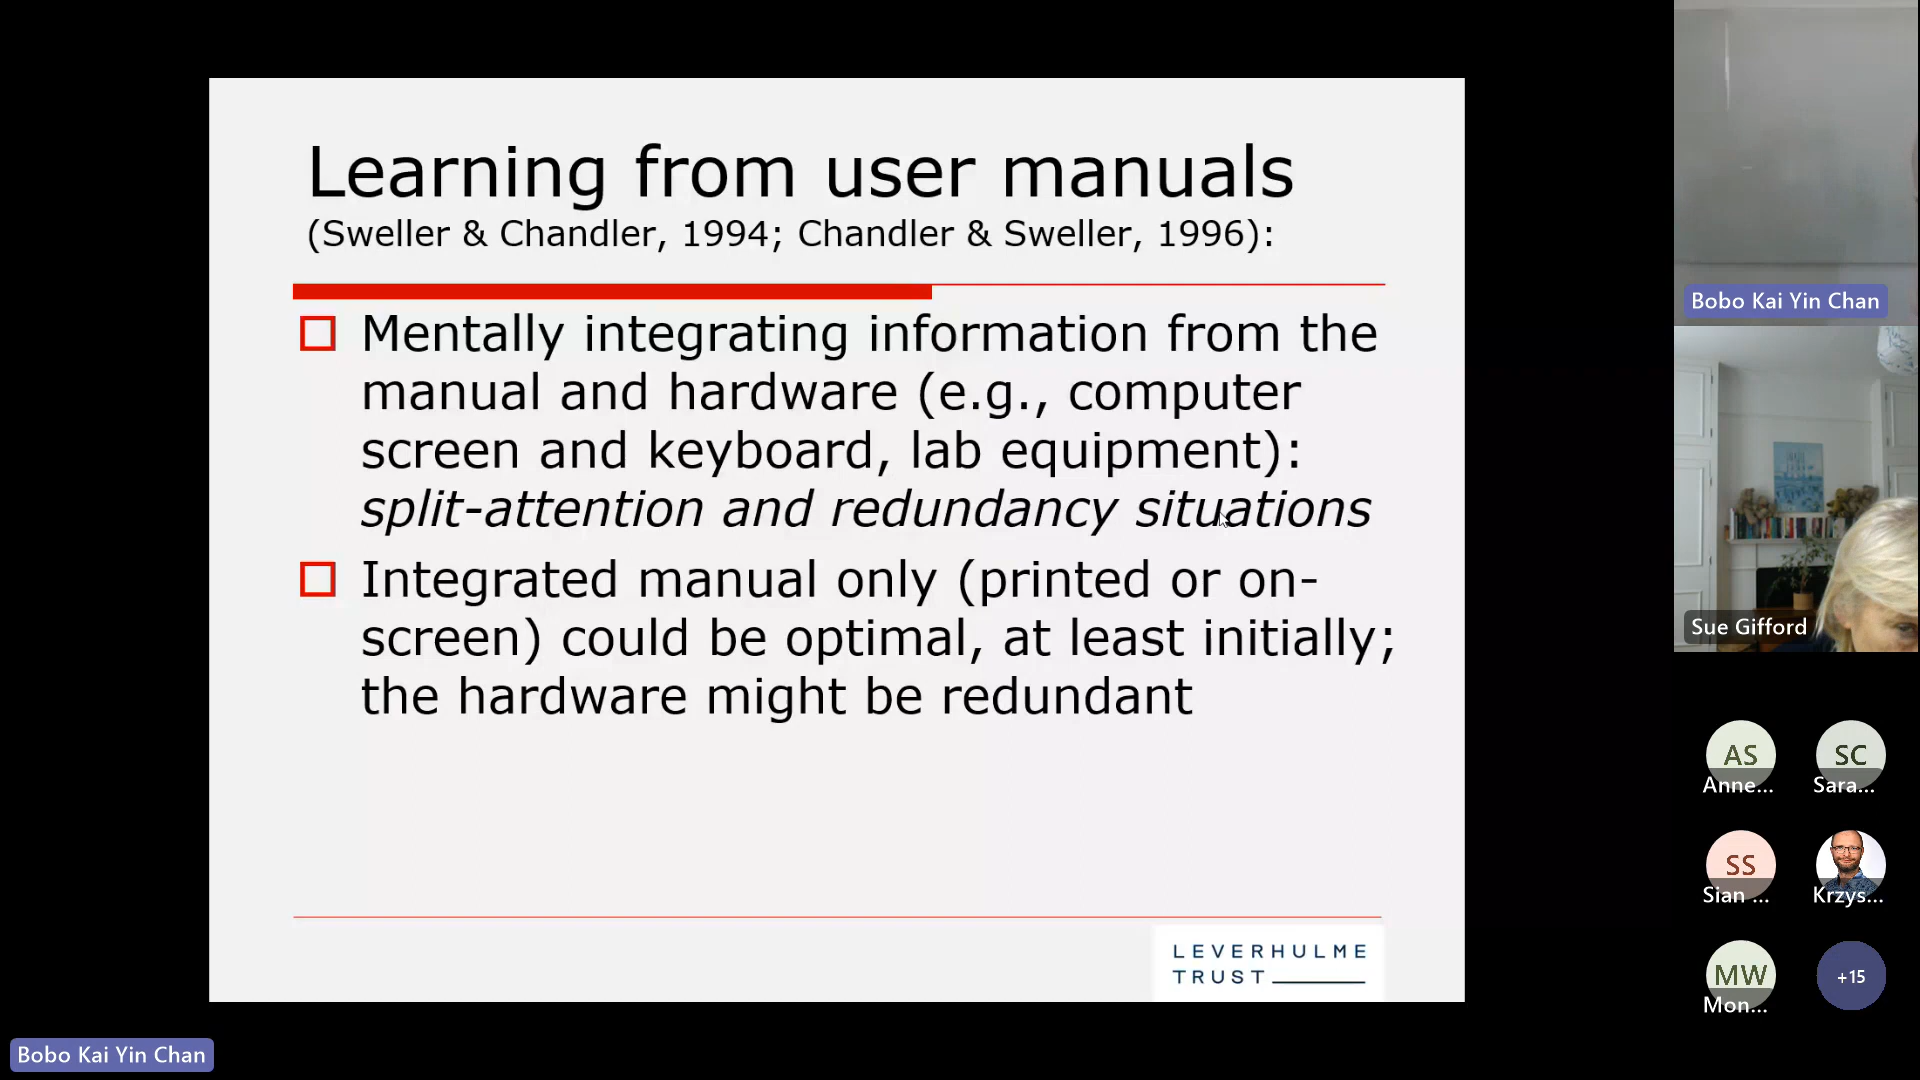 Learning from user manuals
(Sweller & Chandler, 1994; Chandler & Sweller, 1996):
Mentally integrating information from the
manual and hardware (e.g., computer
screen and keyboard, lab equipment):
split-attention and redundancy situations
Integrated manual only (printed or on-
screen) could be optimal, at least initially;
the hardware might be redundant
LEVERHULME
TRUST
Bobo Kai Yin Chan
Sue Gifford
AS
Anne...
SC
Sara...
SS
Sian ...
Krzys...
MW
Mon...
+15
Bobo Kai Yin Chan